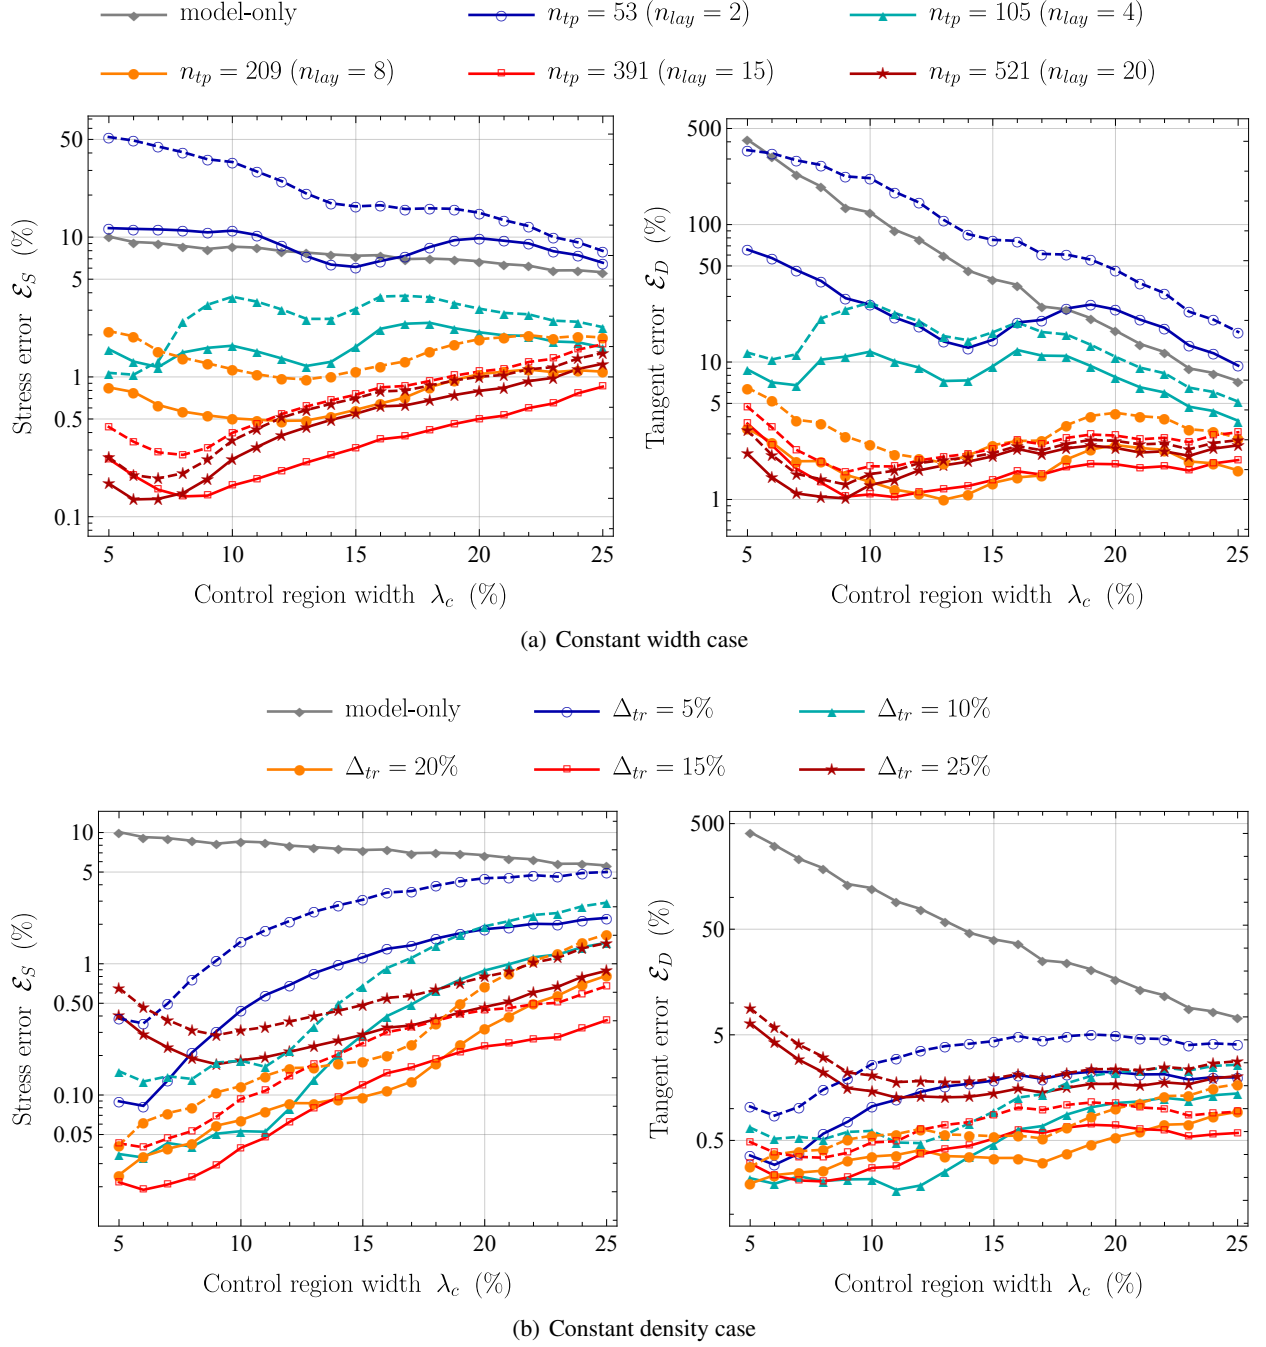 model-only
n_tp = 53 (n_lay = 2)
n_tp = 105 (n_lay = 4)
n_tp = 209 (n_lay = 8)
n_tp = 391 (n_lay = 15)
n_tp = 521 (n_lay = 20)
Stress error ℰ_S (%)
50
10
5
1
0.5
0.1
5 10 15 20 25
Control region width λ_c (%)
Tangent error ℰ_D (%)
500
100
50
10
5
1
5 10 15 20 25
Control region width λ_c (%)
(a) Constant width case
model-only
Δ_tr = 5%
Δ_tr = 10%
Δ_tr = 20%
Δ_tr = 15%
Δ_tr = 25%
Stress error ℰ_S (%)
10
5
1
0.50
0.10
0.05
5 10 15 20 25
Control region width λ_c (%)
Tangent error ℰ_D (%)
500
50
5
0.5
5 10 15 20 25
Control region width λ_c (%)
(b) Constant density case